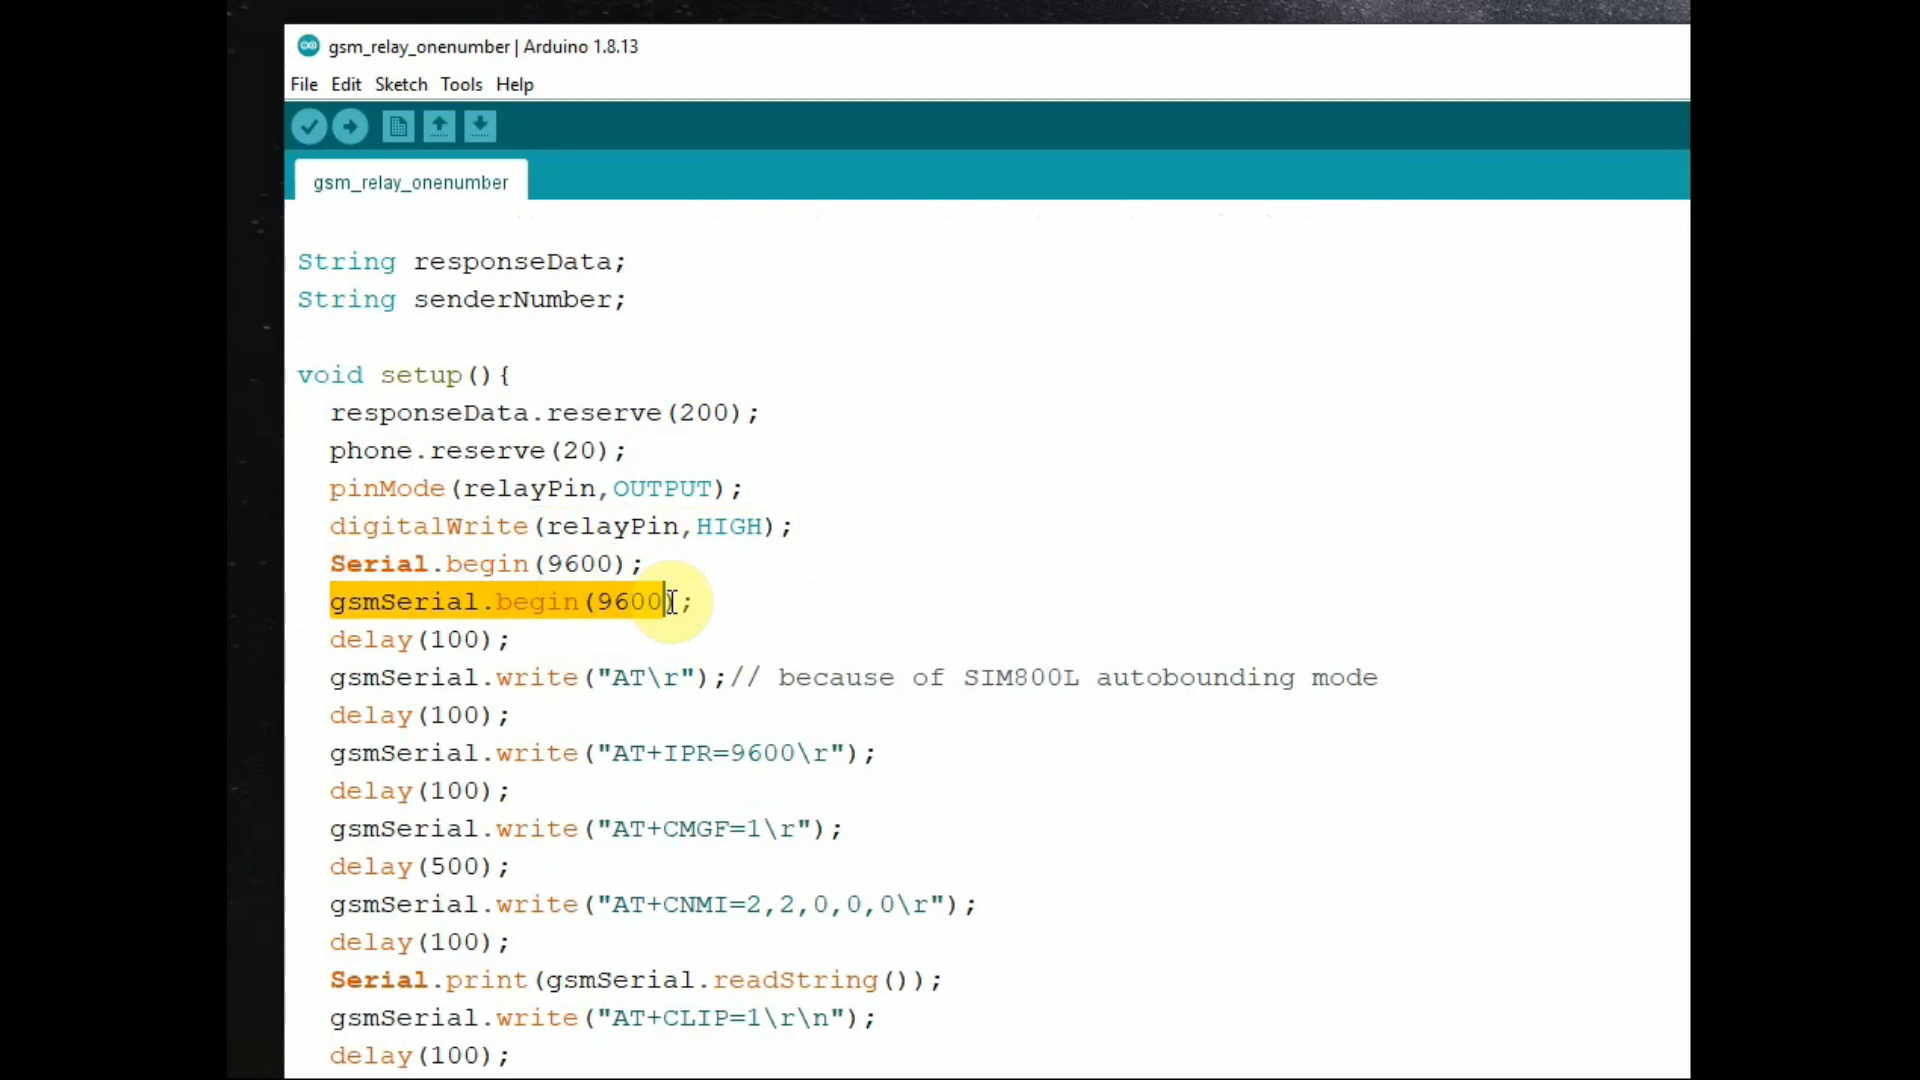 gsm_relay_onenumber | Arduino 1.8.13
File Edit Sketch Tools Help
gsm_relay_onenumber
String responseData;
String senderNumber;
void setup(){
responseData.reserve(200);
phone.reserve(20);
pinMode(relayPin,OUTPUT);
digitalWrite(relayPin,HIGH);
Serial.begin(9600);
gsmSerial.begin(9600);
delay(100);
gsmSerial.write("AT\r");// because of SIM800L autobounding mode
delay(100);
gsmSerial.write("AT+IPR=9600\r");
delay(100);
gsmSerial.write("AT+CMGF=1\r");
delay(500);
gsmSerial.write("AT+CNMI=2,2,0,0,0\r");
delay(100);
Serial.print(gsmSerial.readString());
gsmSerial.write("AT+CLIP=1\r\n");
delay(100);